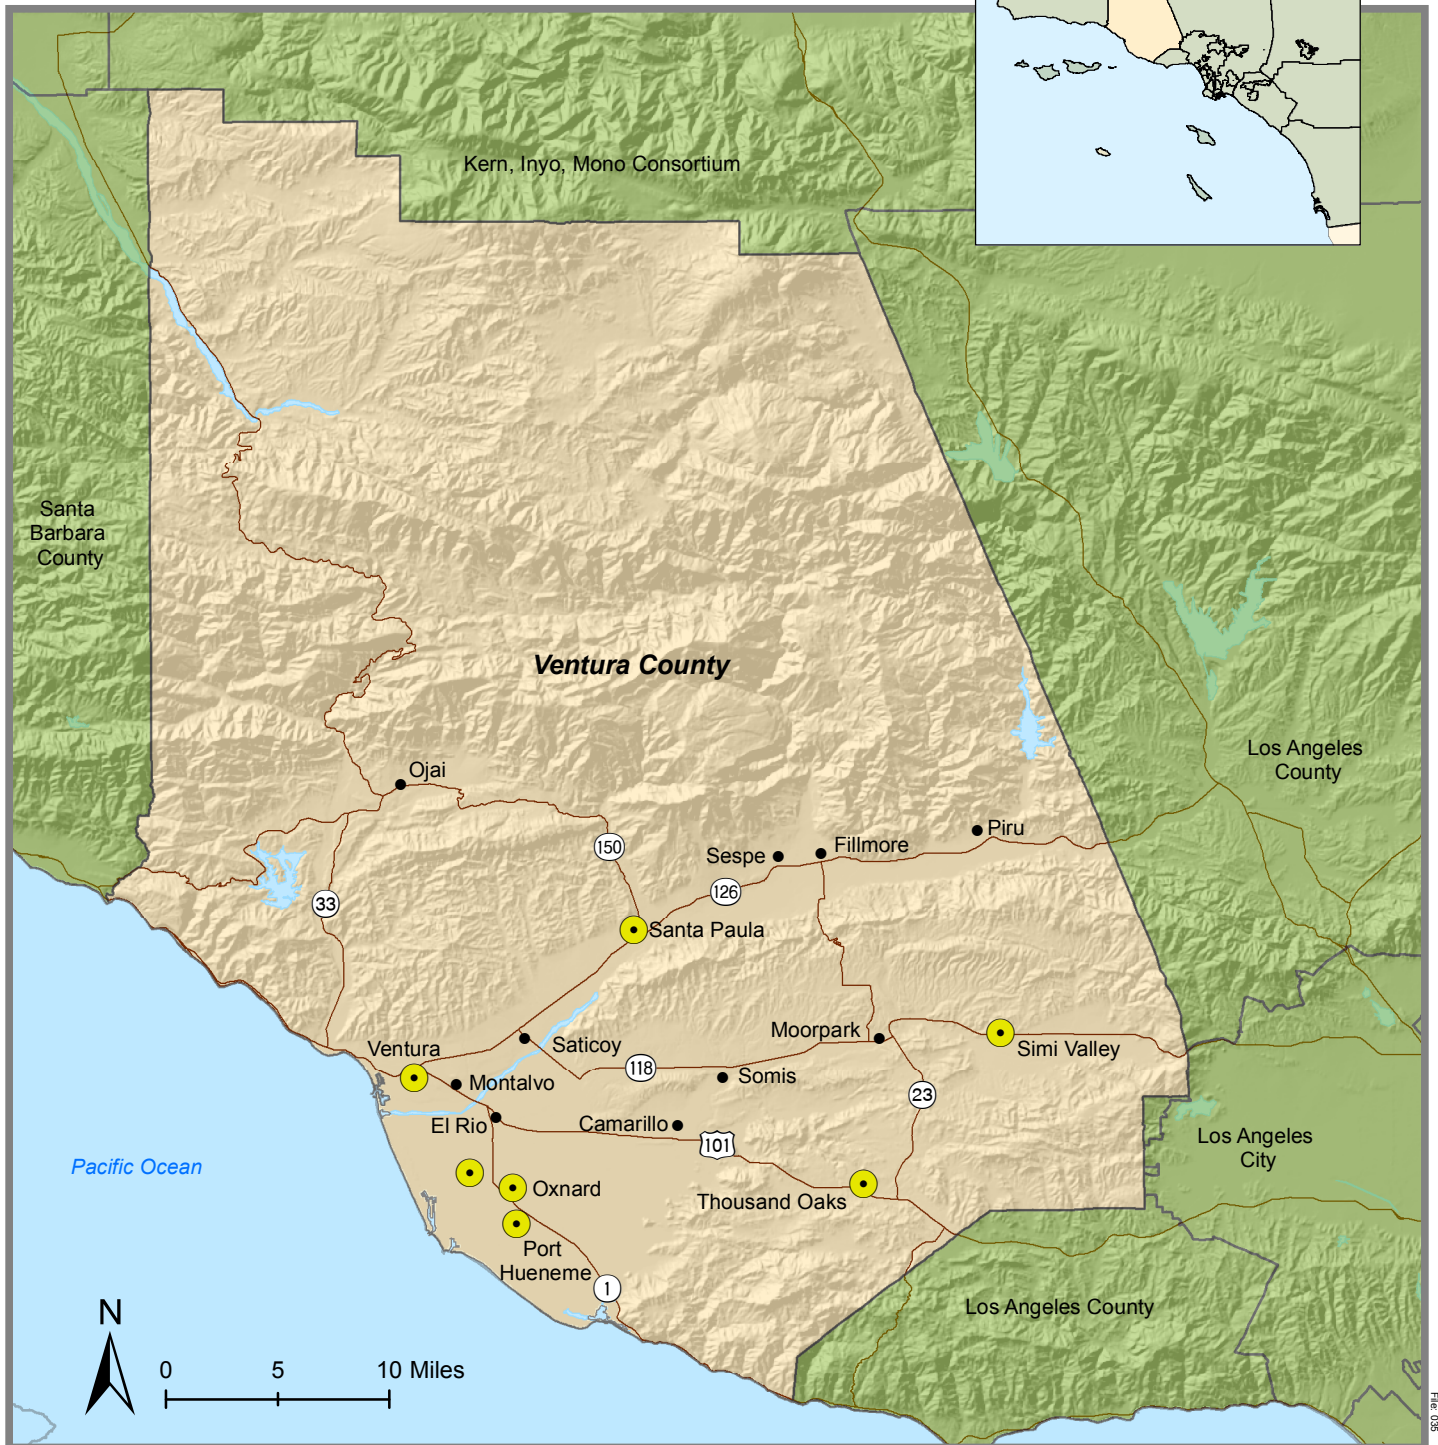 Kern, Inyo, Mono Consortium
Santa
Barbara
County
Ventura County
Los Angeles
County
Ojai
Piru
Fillmore
Sespe
150
126
33
Santa Paula
Moorpark
Simi Valley
Saticoy
Ventura
118
Somis
Montalvo
23
El Rio
Camarillo
101
Los Angeles
City
Pacific Ocean
Oxnard
Thousand Oaks
Port
Hueneme
1
Los Angeles County
N
0 5 10 Miles
File: 035